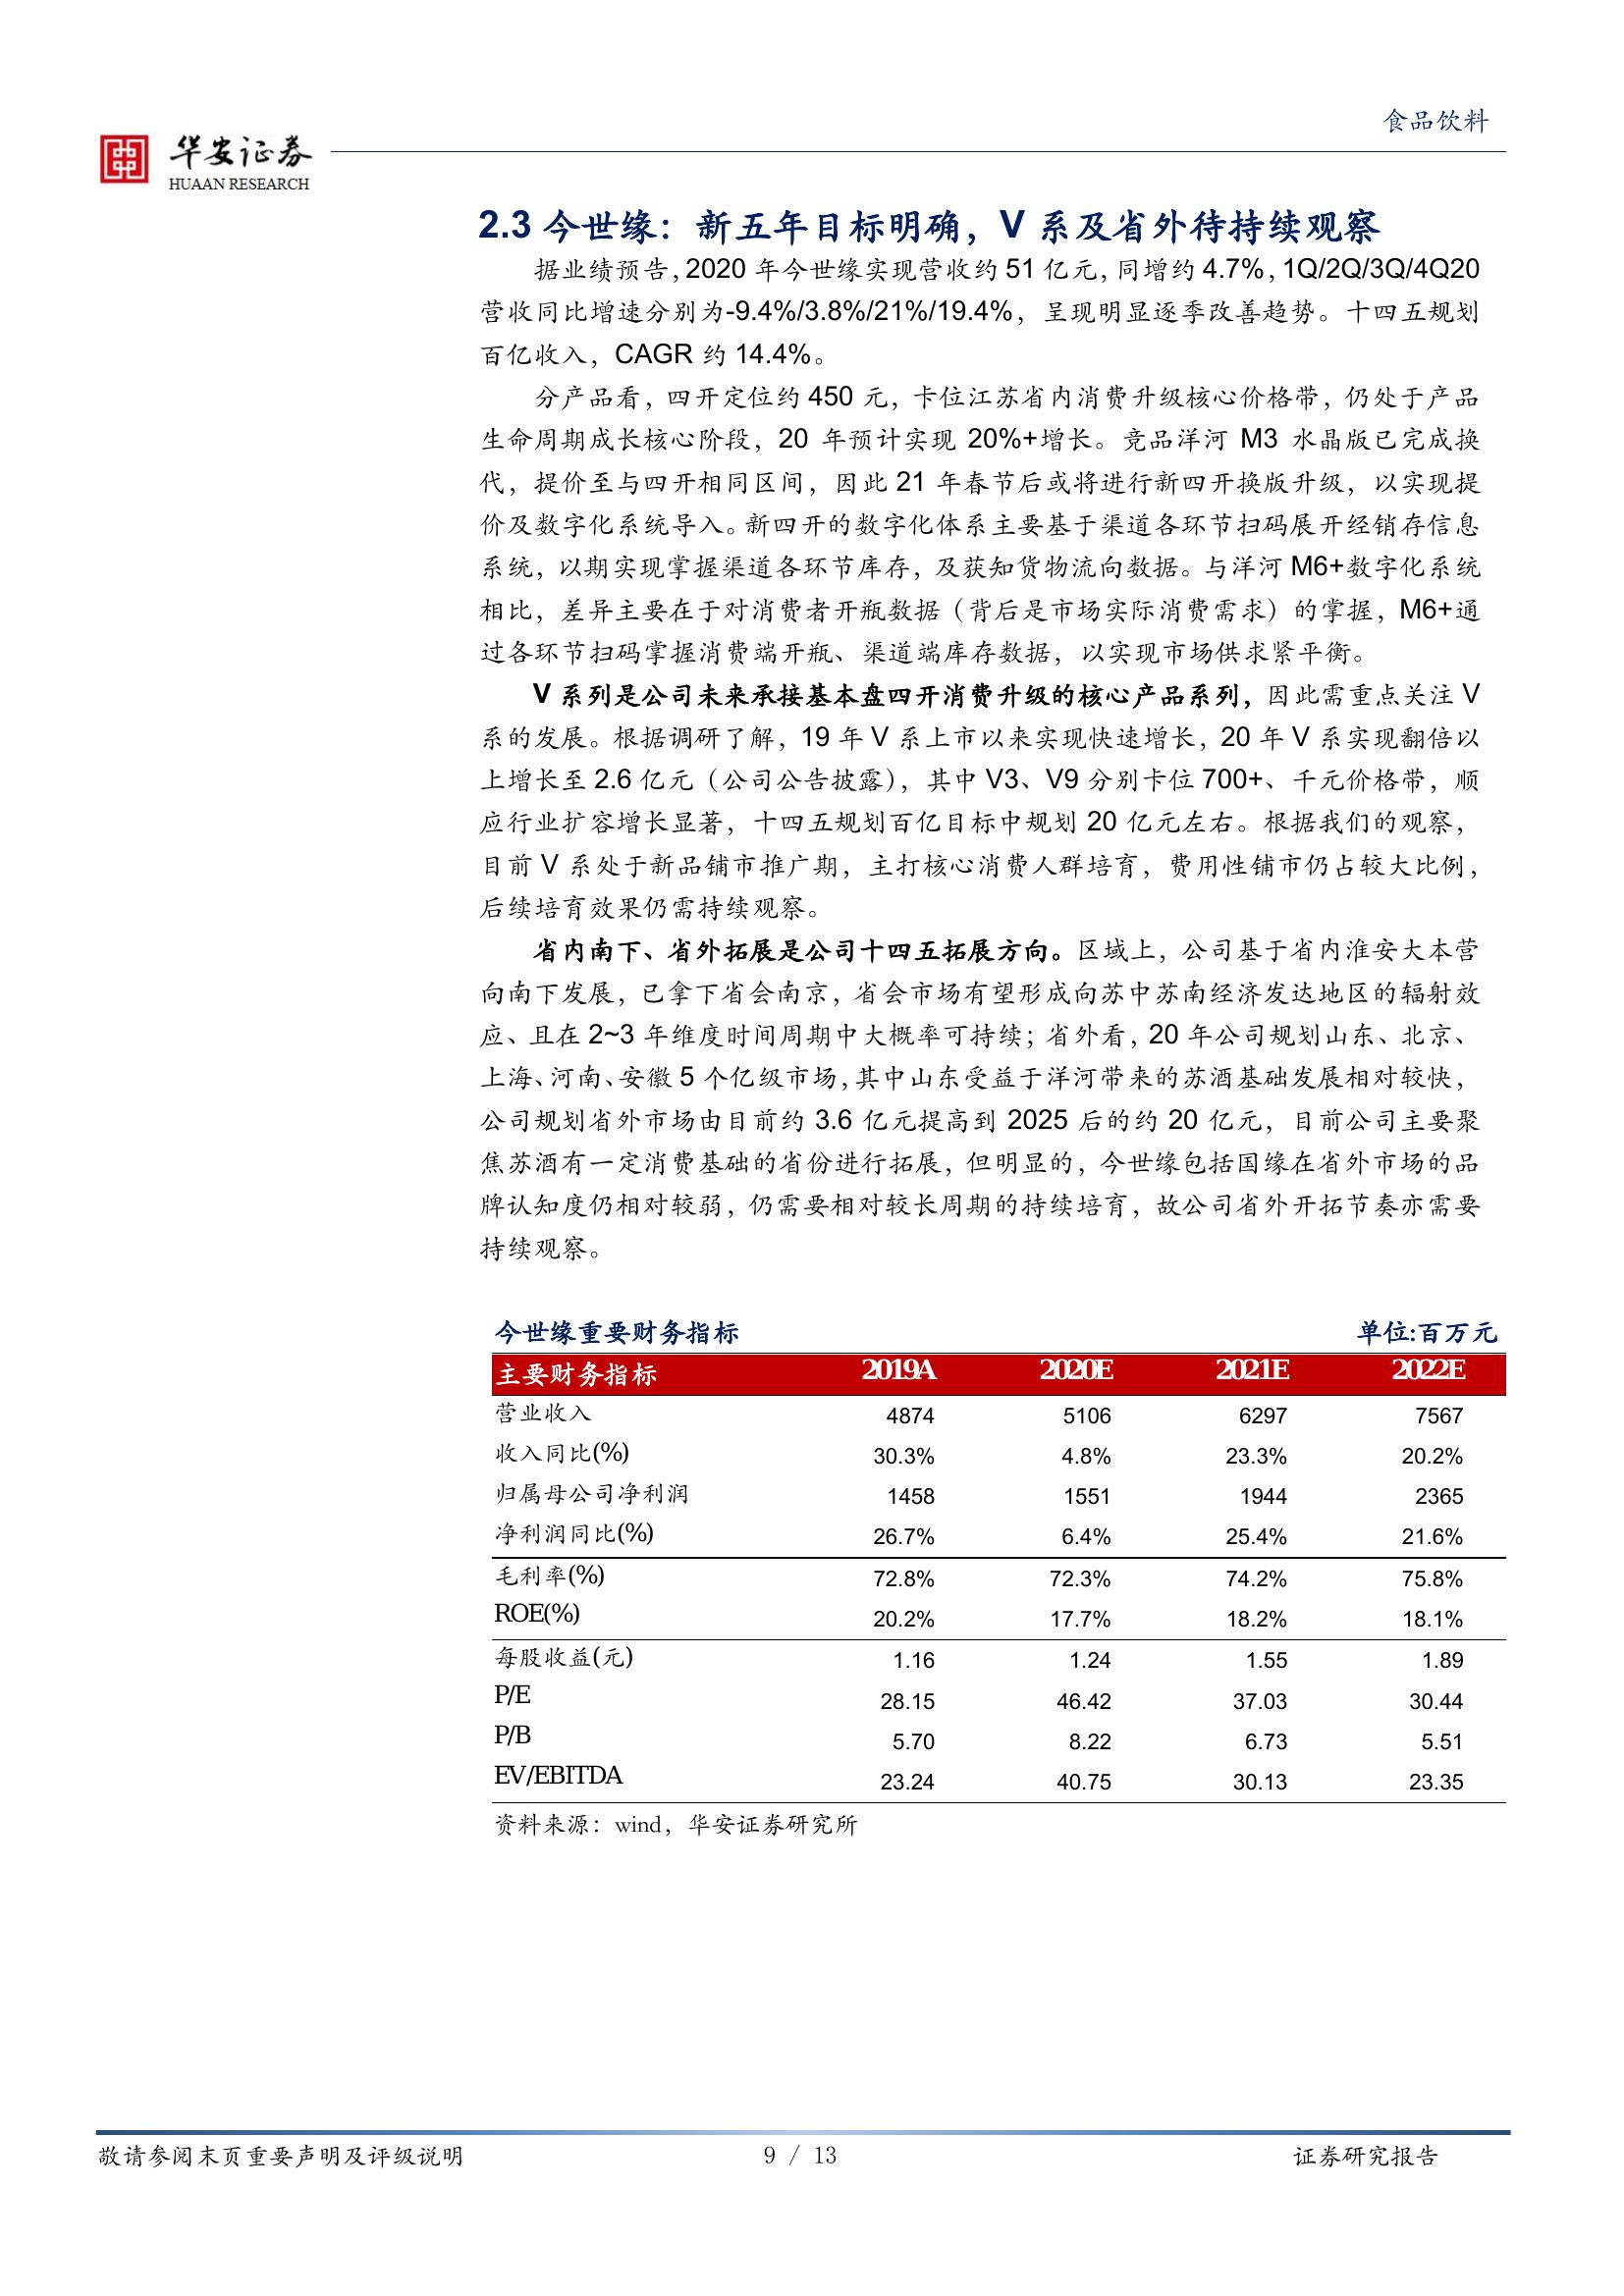 食品饮料
华安证券
HUAAN RESEARCH
2.3 今世缘：新五年目标明确，V 系及省外待持续观察
据业绩预告，2020 年今世缘实现营收约 51 亿元，同增约 4.7%，1Q/2Q/3Q/4Q20
营收同比增速分别为-9.4%/3.8%/21%/19.4%，呈现明显逐季改善趋势。十四五规划
百亿收入，CAGR 约 14.4%。
分产品看，四开定位约 450 元，卡位江苏省内消费升级核心价格带，仍处于产品
生命周期成长核心阶段，20 年预计实现 20%+增长。竞品洋河 M3 水晶版已完成换
代，提价至与四开相同区间，因此 21 年春节后或将进行新四开换版升级，以实现提
价及数字化系统导入。新四开的数字化体系主要基于渠道各环节扫码展开经销存信息
系统，以期实现掌握渠道各环节库存，及获知货物流向数据。与洋河 M6+数字化系统
相比，差异主要在于对消费者开瓶数据（背后是市场实际消费需求）的掌握，M6+通
过各环节扫码掌握消费端开瓶、渠道端库存数据，以实现市场供求紧平衡。
V 系列是公司未来承接基本盘四开消费升级的核心产品系列，因此需重点关注 V
系的发展。根据调研了解，19 年 V 系上市以来实现快速增长，20 年 V 系实现翻倍以
上增长至 2.6 亿元（公司公告披露），其中 V3、V9 分别卡位 700+、千元价格带，顺
应行业扩容增长显著，十四五规划百亿目标中规划 20 亿元左右。根据我们的观察，
目前 V 系处于新品铺市推广期，主打核心消费人群培育，费用性铺市仍占较大比例，
后续培育效果仍需持续观察。
省内南下、省外拓展是公司十四五拓展方向。区域上，公司基于省内淮安大本营
向南下发展，已拿下省会南京，省会市场有望形成向苏中苏南经济发达地区的辐射效
应、且在 2~3 年维度时间周期中大概率可持续；省外看，20 年公司规划山东、北京、
上海、河南、安徽 5 个亿级市场，其中山东受益于洋河带来的苏酒基础发展相对较快，
公司规划省外市场由目前约 3.6 亿元提高到 2025 后的约 20 亿元，目前公司主要聚
焦苏酒有一定消费基础的省份进行拓展，但明显的，今世缘包括国缘在省外市场的品
牌认知度仍相对较弱，仍需要相对较长周期的持续培育，故公司省外开拓节奏亦需要
持续观察。
今世缘重要财务指标 单位:百万元
主要财务指标 2019A 2020E 2021E 2022E
营业收入 4874 5106 6297 7567
收入同比(%) 30.3% 4.8% 23.3% 20.2%
归属母公司净利润 1458 1551 1944 2365
净利润同比(%) 26.7% 6.4% 25.4% 21.6%
毛利率(%) 72.8% 72.3% 74.2% 75.8%
ROE(%) 20.2% 17.7% 18.2% 18.1%
每股收益(元) 1.16 1.24 1.55 1.89
P/E 28.15 46.42 37.03 30.44
P/B 5.70 8.22 6.73 5.51
EV/EBITDA 23.24 40.75 30.13 23.35
资料来源：wind，华安证券研究所
敬请参阅末页重要声明及评级说明 9 / 13 证券研究报告